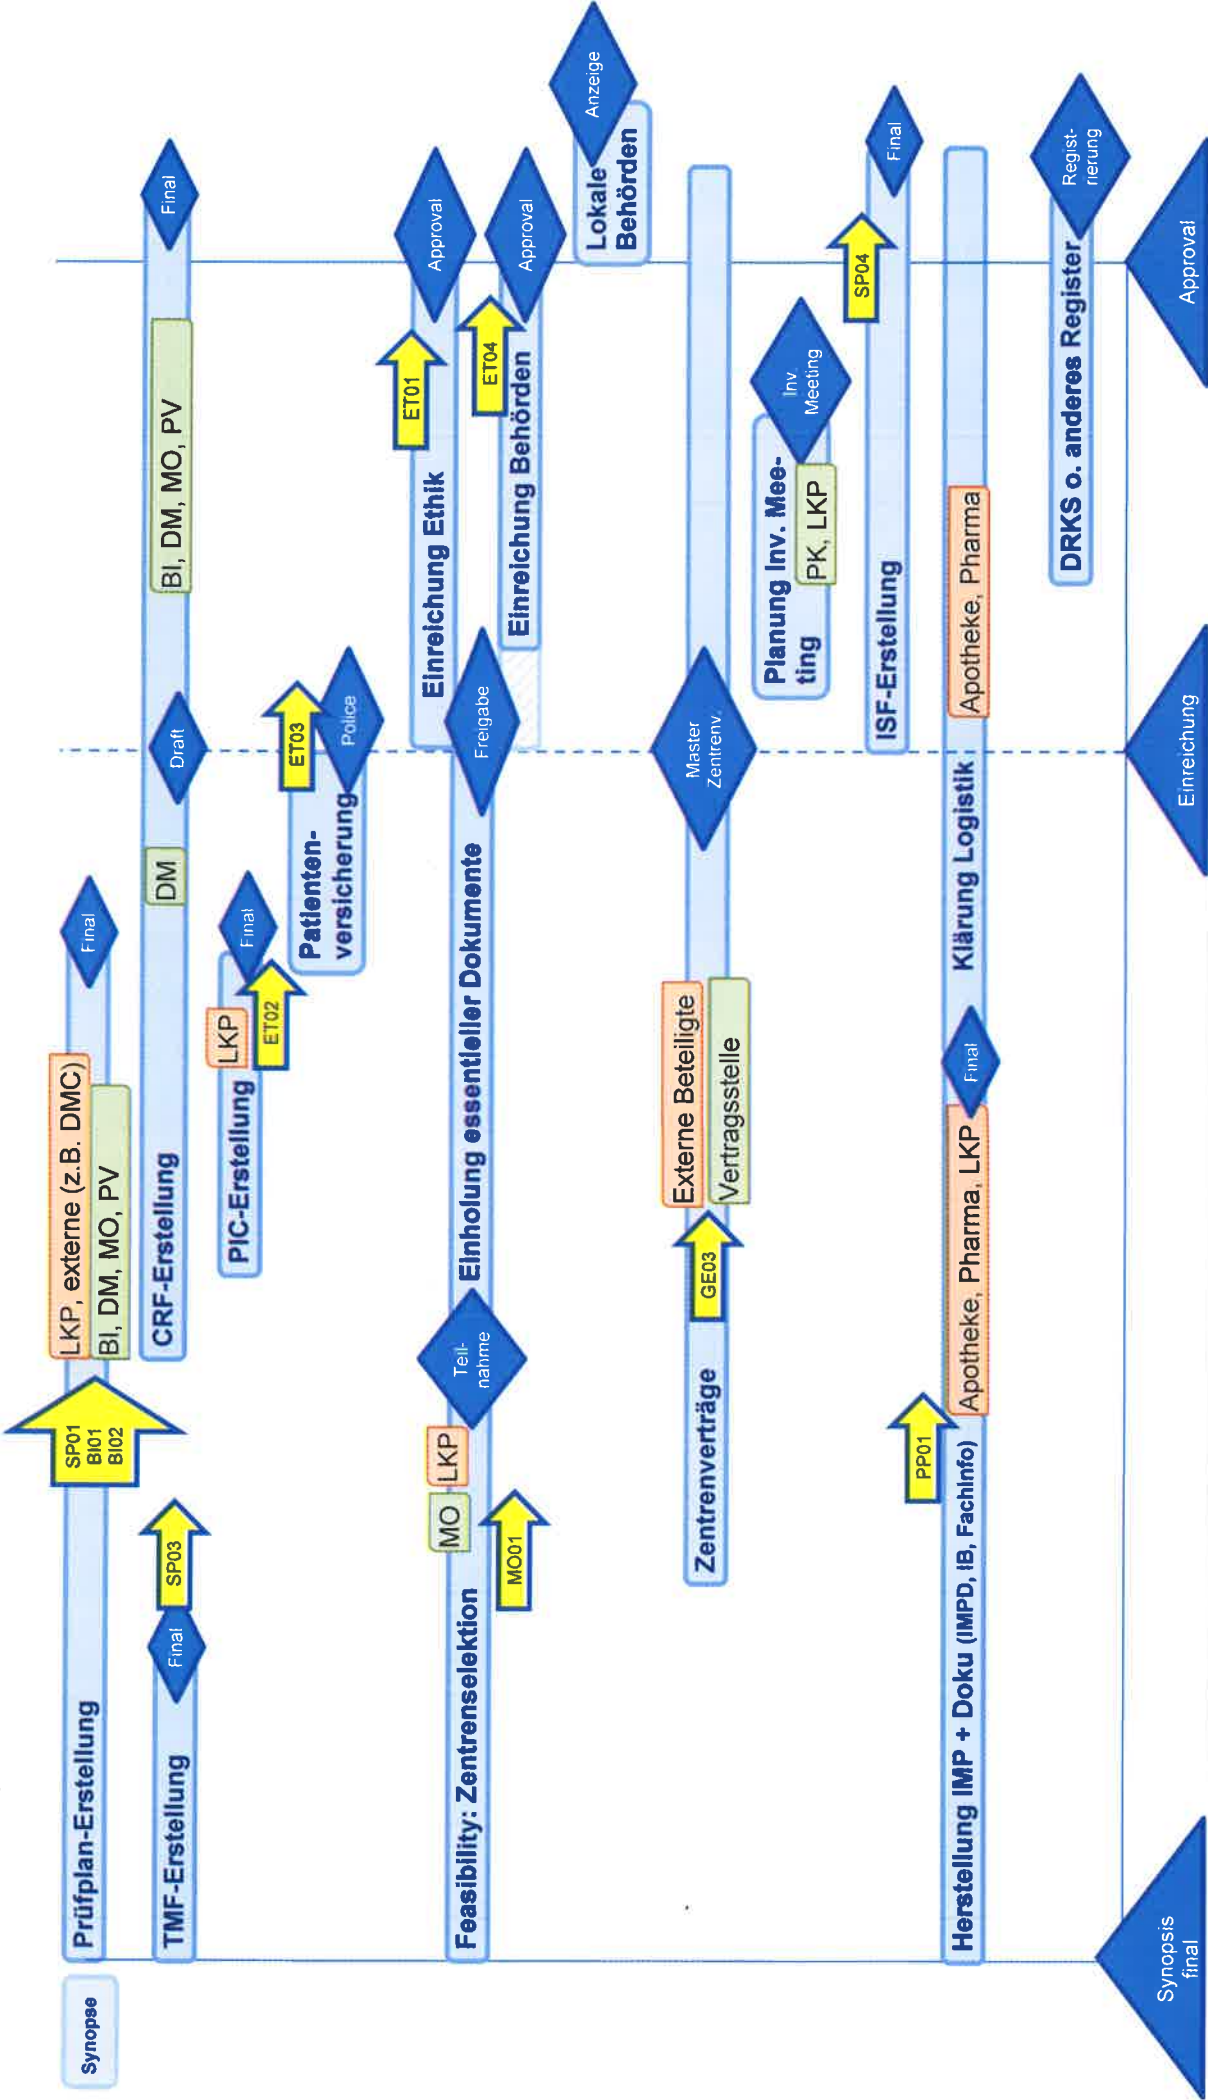 Synopse
Prüfplan-Erstellung
SP01
BI01
BI02
LKP, externe (z.B. DMC)
BI, DM, MO, PV
Final
TMF-Erstellung
Final
SP03
CRF-Erstellung
DM
Draft
BI, DM, MO, PV
Final
PIC-Erstellung
LKP
ET02
Final
Patienten-
versicherung
ET03
Police
Feasibility: Zentrenselektion
MO
LKP
MO01
Teil-
nahme
Einholung essentieller Dokumente
Freigabe
Einreichung Ethik
ET01
Approval
Einreichung Behörden
ET04
Approval
Lokale
Behörden
Anzeige
Zentrenverträge
GE03
Externe Beteiligte
Vertragsstelle
Master
Zentrenv.
Planung Inv. Mee-
ting
PK, LKP
Inv.
Meeting
ISF-Erstellung
SP04
Final
Herstellung IMP + Doku (IMPD, IB, Fachinfo)
PP01
Apotheke, Pharma, LKP
Final
Klärung Logistik
Apotheke, Pharma
DRKS o. anderes Register
Regist-
rierung
Synopsis
final
Einreichung
Approval